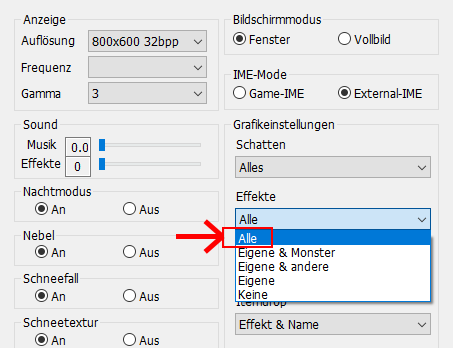 Anzeige
Auflösung 800x600 32bpp
Frequenz
Gamma 3
Sound
Musik 0.0
Effekte 0
Nachtmodus
An Aus
Nebel
An Aus
Schneefall
An Aus
Schneetextur
An Aus
Bildschirmmodus
Fenster Vollbild
IME-Mode
Game-IME External-IME
Grafikeinstellungen
Schatten
Alles
Effekte
Alle
Alle
Eigene & Monster
Eigene & andere
Eigene
Keine
Itemdrop
Effekt & Name